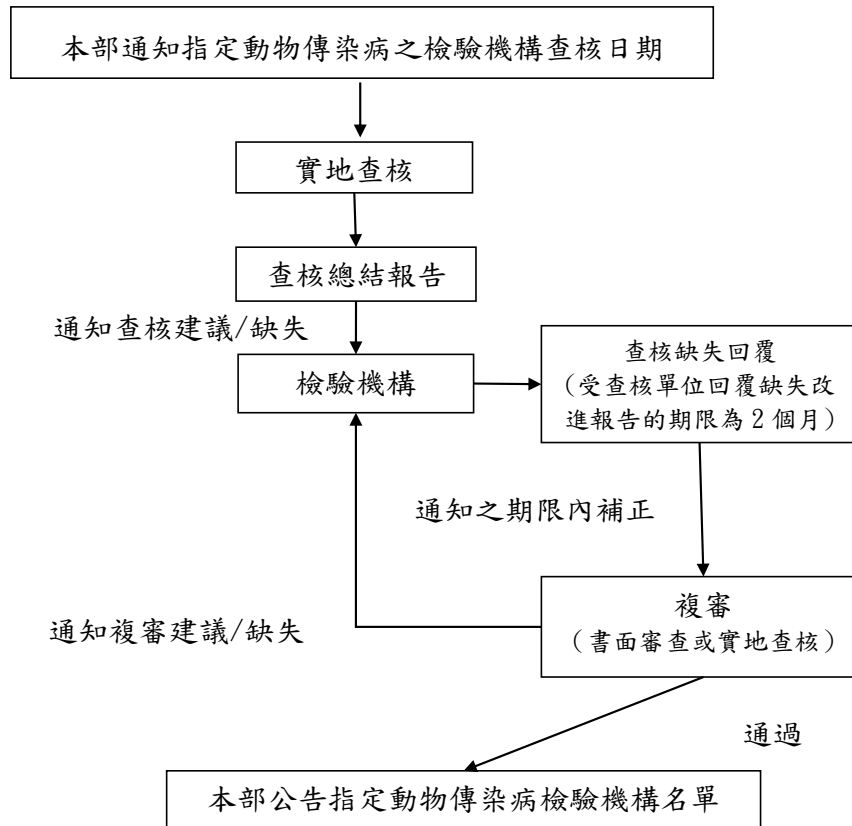 本部通知指定動物傳染病之檢驗機構查核日期
實地查核
查核總結報告
通知查核建議/缺失
檢驗機構
查核缺失回覆
(受查核單位回覆缺失改
進報告的期限為2個月)
通知之期限內補正
複審
(書面審查或實地查核)
通知複審建議/缺失
通過
本部公告指定動物傳染病檢驗機構名單